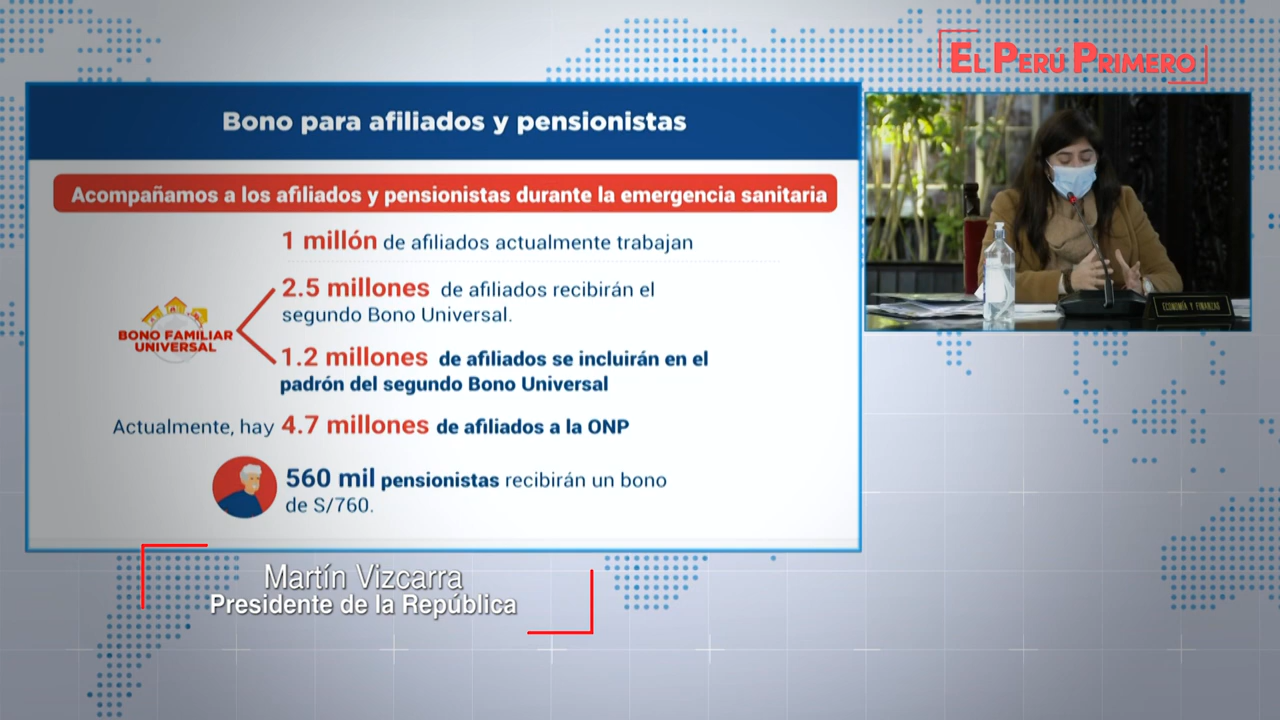 EL PERÚ PRIMERO
Bono para afiliados y pensionistas
Acompañamos a los afiliados y pensionistas durante la emergencia sanitaria
1 millón de afiliados actualmente trabajan
2.5 millones de afiliados recibirán el
segundo Bono Universal.
BONO FAMILIAR
UNIVERSAL
1.2 millones de afiliados se incluirán en el
padrón del segundo Bono Universal
Actualmente, hay 4.7 millones de afiliados a la ONP
560 mil pensionistas recibirán un bono
de S/760.
ECONOMÍA Y FINANZAS
Martín Vizcarra
Presidente de la República